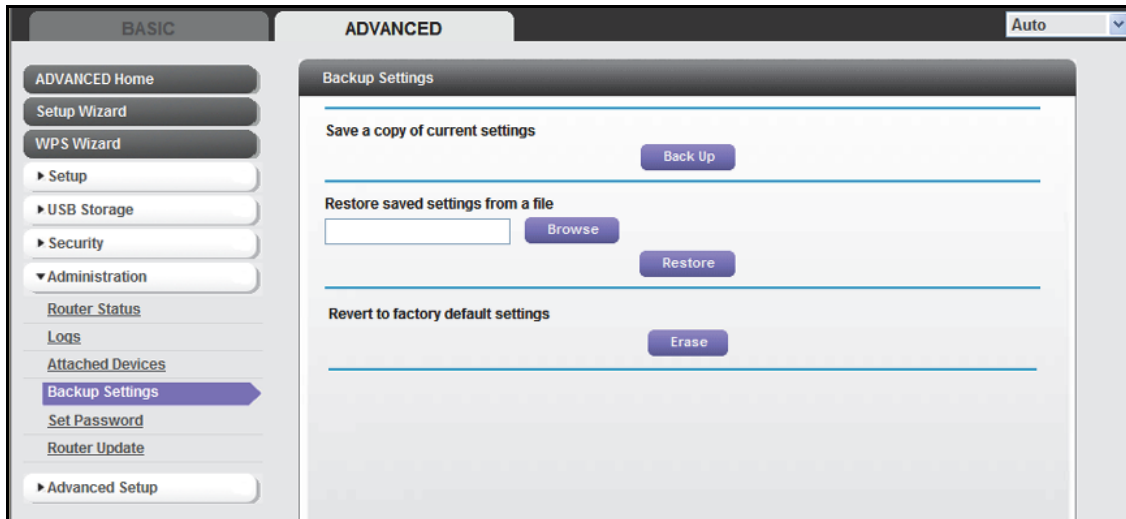 BASIC
ADVANCED
Auto
ADVANCED Home
Setup Wizard
WPS Wizard
Setup
USB Storage
Security
Administration
Router Status
Logs
Attached Devices
Backup Settings
Set Password
Router Update
Advanced Setup
Backup Settings
Save a copy of current settings
Back Up
Restore saved settings from a file
Browse
Restore
Revert to factory default settings
Erase